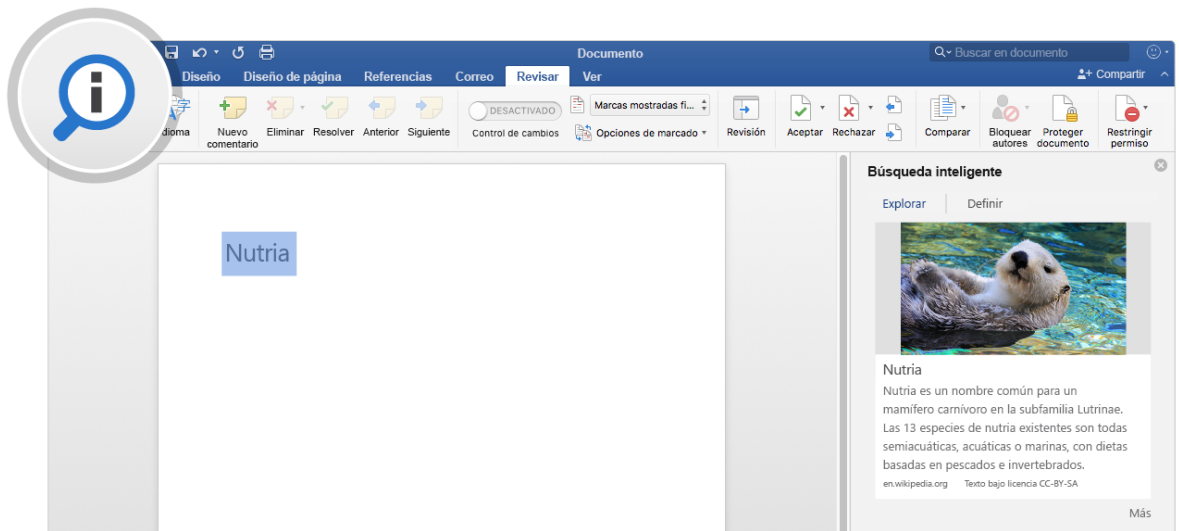 Documento
Buscar en documento
Diseño Diseño de página Referencias Correo Revisar Ver
Compartir
DESACTIVADO
Marcas mostradas fi...
Nuevo comentario
Eliminar Resolver Anterior Siguiente
Control de cambios
Opciones de marcado
Revisión
Aceptar Rechazar
Comparar
Bloquear autores
Proteger documento
Restringir permiso
Nutria
Búsqueda inteligente
Explorar Definir
Nutria
Nutria es un nombre común para un
mamífero carnívoro en la subfamilia Lutrinae.
Las 13 especies de nutria existentes son todas
semiacuáticas, acuáticas o marinas, con dietas
basadas en pescados e invertebrados.
en.wikipedia.org Texto bajo licencia CC-BY-SA
Más